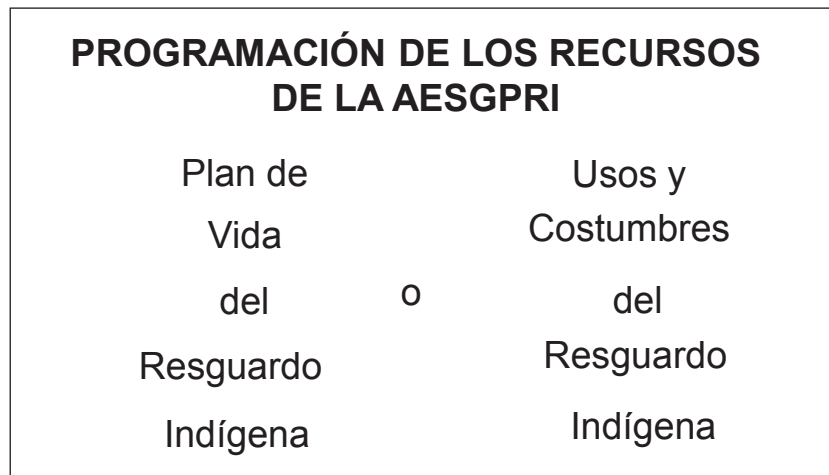 PROGRAMACIÓN DE LOS RECURSOS
DE LA AESGPRI
Plan de
Vida
del
Resguardo
Indígena
o
Usos y
Costumbres
del
Resguardo
Indígena